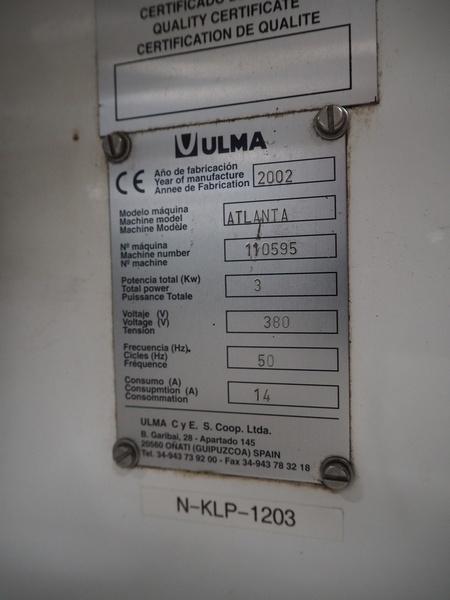 CERTIFICADO
QUALITY CERTIFICATE
CERTIFICATION DE QUALITE
ULMA
CE
Año de fabricación
Year of manufacture
Annee de Fabrication
2002
Modelo máquina
Machine model
Machine Modèle
ATLANTA
Nº máquina
Machine number
Nº machine
110595
Potencia total (Kw)
Total power
Puissance Totale
3
Voltaje (V)
Voltage (V)
Tension
380
Frecuencia (Hz).
Cicles (Hz)
Fréquence
50
Consumo (A)
Consupmtion (A)
Consommation
14
ULMA C y E. S. Coop. Ltda.
B. Garibai, 28 - Apartado 145
20560 OÑATI (GUIPUZCOA) SPAIN
Tel. 34-943 73 92 00 - Fax 34-943 78 32 18
N-KLP-1203